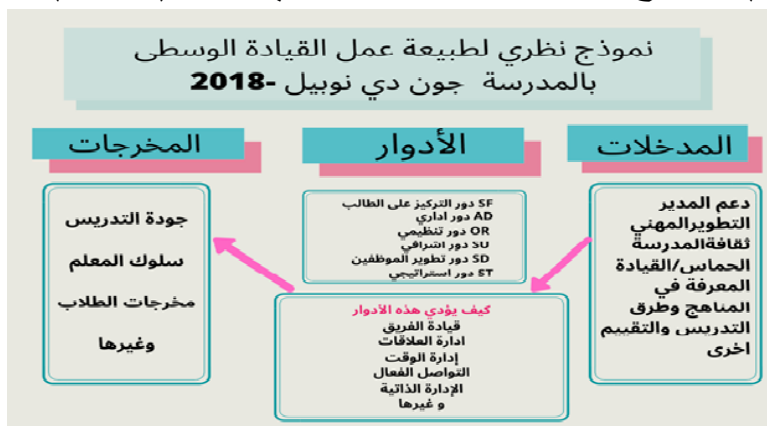 نموذج نظري لطبيعة عمل القيادة الوسطى
بالمدرسة جون دي نوبيل -2018
المدخلات
دعم المدير
التطويرالمهني
ثقافةالمدرسة
الحماس/القيادة
المعرفة في
المناهج وطرق
التدريس والتقييم
اخرى
الأدوار
SF دور التركيز على الطالب
AD دور اداري
OR دور تنظيمي
SU دور اشرافي
SD دور تطوير الموظفين
ST دور استراتيجي
كيف يؤدي هذه الأدوار
قيادة الفريق
ادارة العلاقات
إدارة الوقت
التواصل الفعال
الإدارة الذاتية
و غيرها
المخرجات
جودة التدريس
سلوك المعلم
مخرجات الطلاب
وغيرها